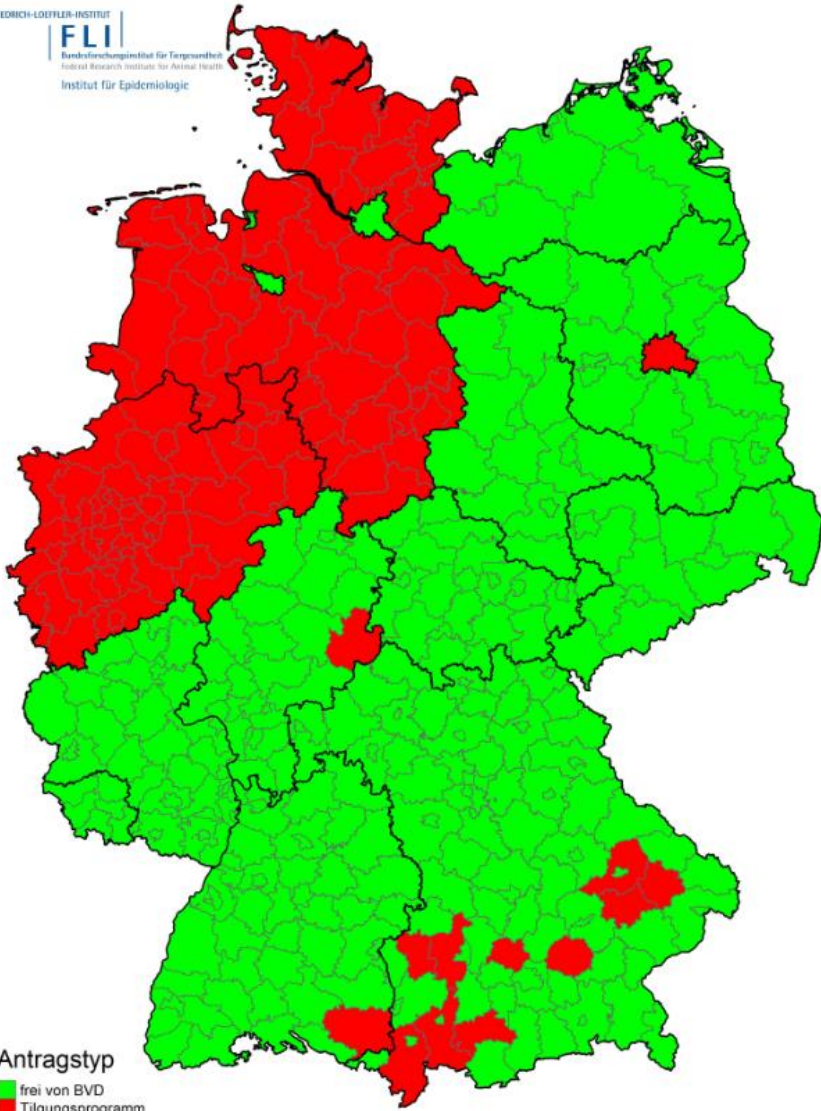 EDRICH-LOEFFLER-INSTITUT
FLI
Bundesforschungsinstitut für Tiergesundheit
Federal Research Institute for Animal Health
Institut für Epidemiologie
Antragstyp
frei von BVD
Tilgungsprogramm